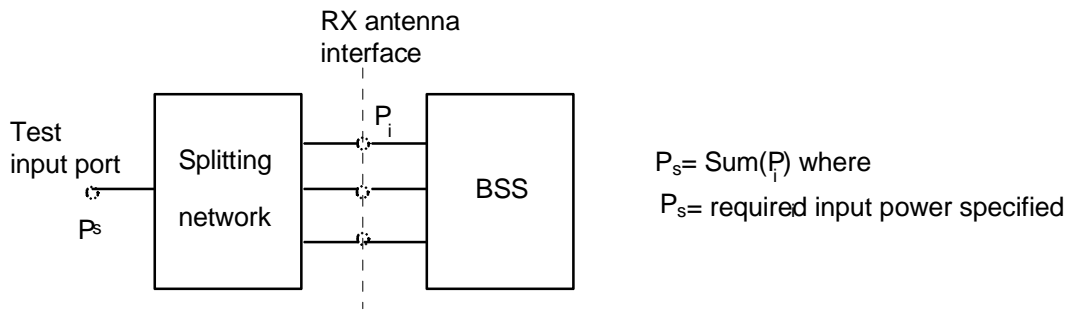 RX antenna
interface
Pi
Test
input port
Ps
Splitting
network
BSS
Ps= Sum(Pi) where
Ps= required input power specified